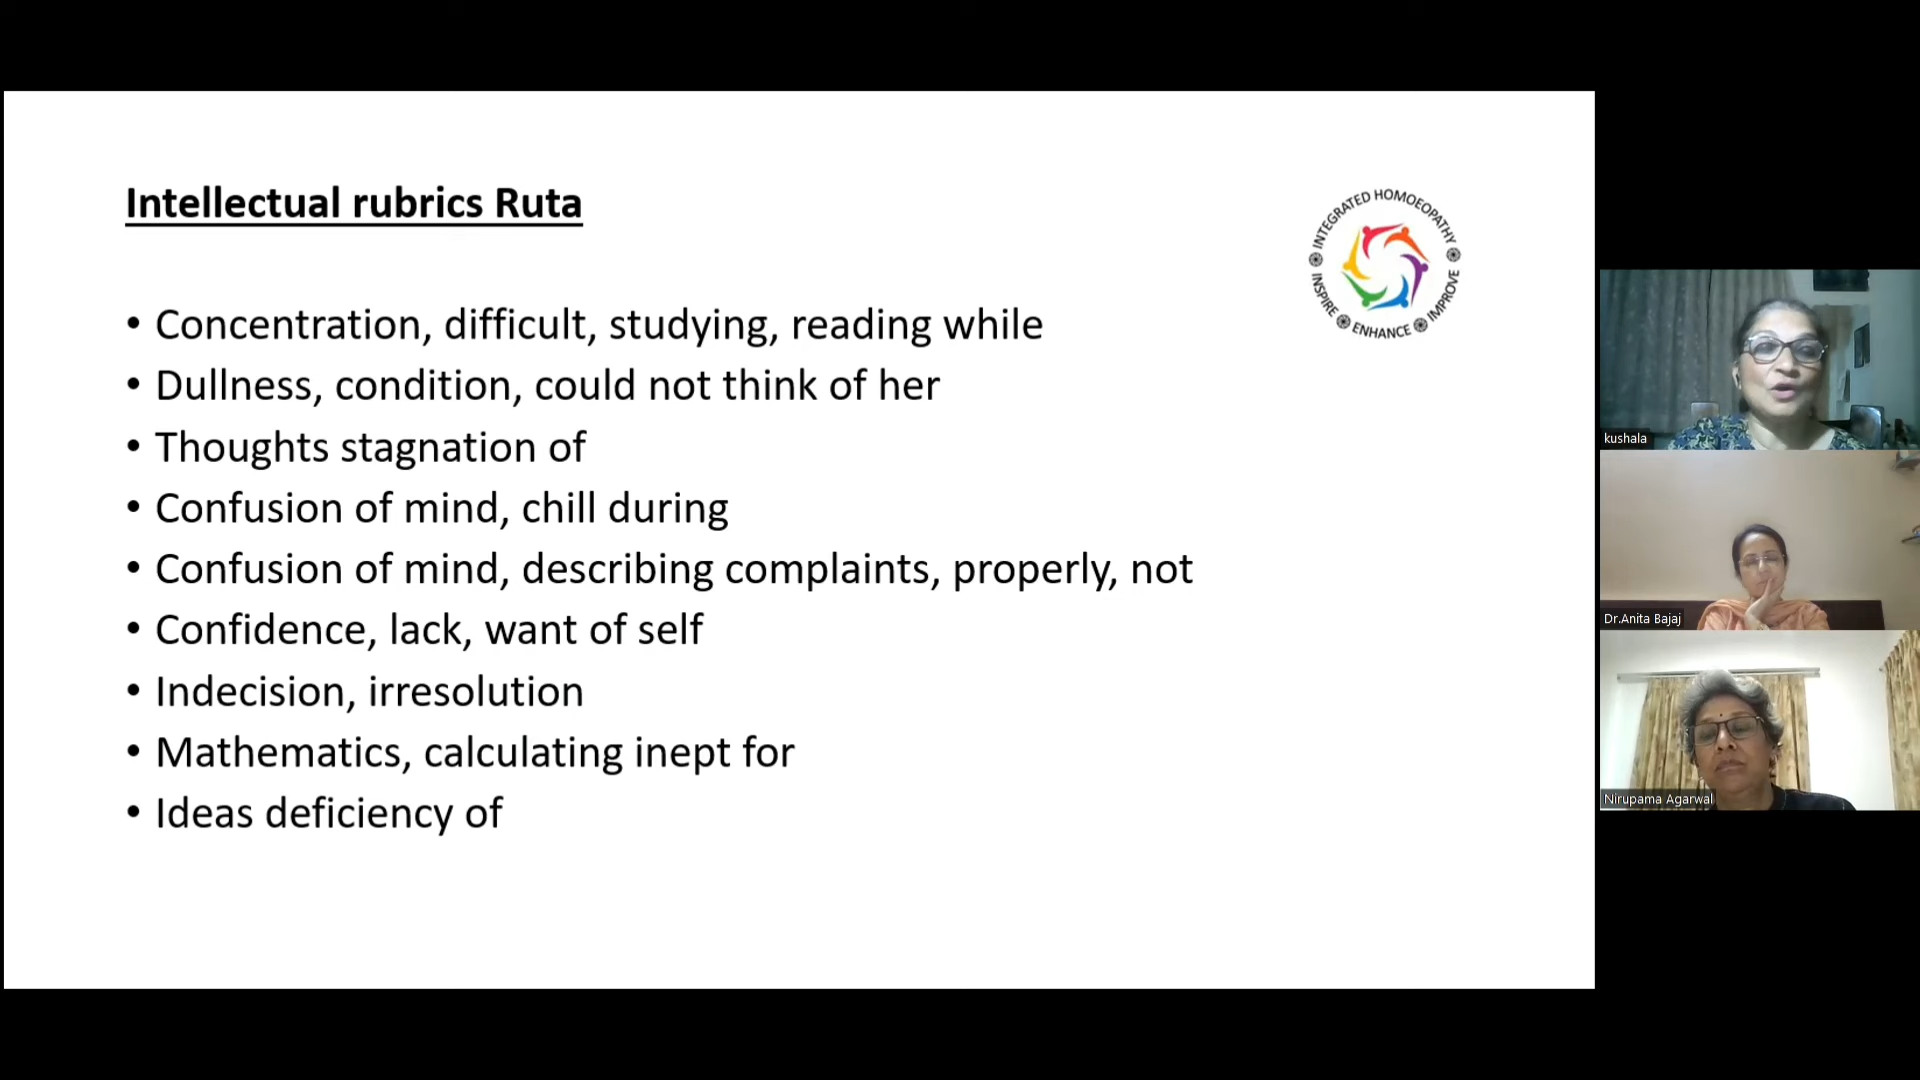 Intellectual rubrics Ruta
INTEGRATED HOMOEOPATHY
INSPIRE ENHANCE IMPROVE
• Concentration, difficult, studying, reading while
• Dullness, condition, could not think of her
• Thoughts stagnation of
• Confusion of mind, chill during
• Confusion of mind, describing complaints, properly, not
• Confidence, lack, want of self
• Indecision, irresolution
• Mathematics, calculating inept for
• Ideas deficiency of
kushala
Dr.Anita Bajaj
Nirupama Agarwal